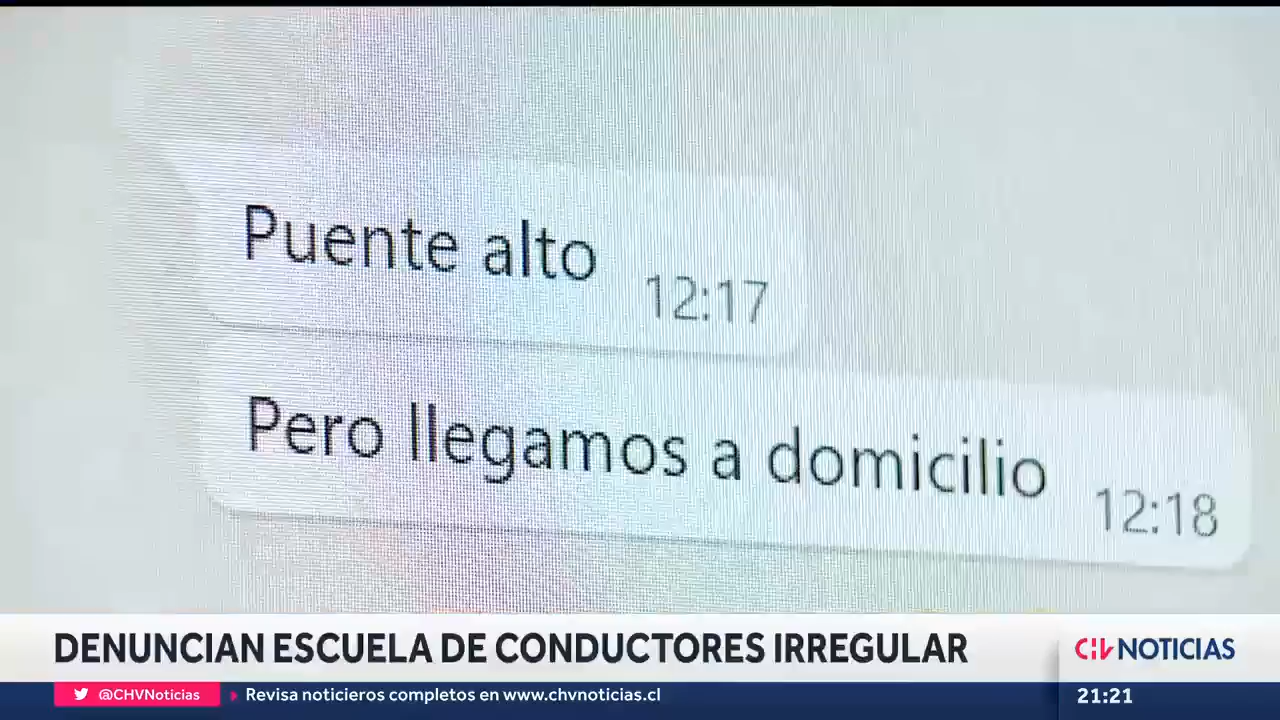 Puente alto
12:17
Pero llegamos a domicilio
12:18
DENUNCIAN ESCUELA DE CONDUCTORES IRREGULAR
CHV NOTICIAS
@CHVNoticias
Revisa noticieros completos en www.chvnoticias.cl
21:21